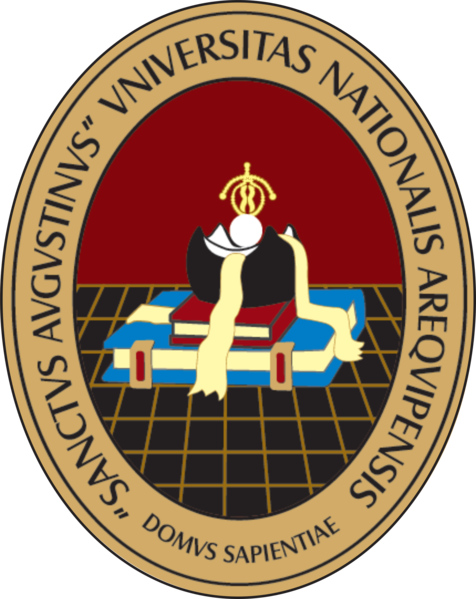 "SANCTVS AVGVSTINVS" VNIVERSITAS NATIONALIS AREQVIPENSIS
DOMVS SAPIENTIAE